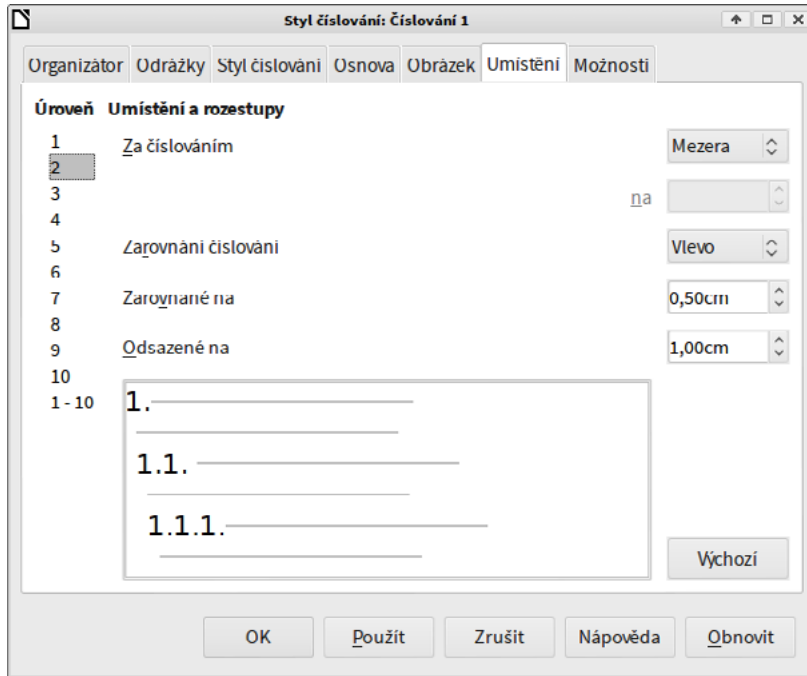 Styl číslování: Číslování 1
Organizátor Odrážky Styl číslování Osnova Obrázek Umístění Možnosti
Úroveň Umístění a rozestupy
1 Za číslováním Mezera
2
3 na
4
5 Zarovnání číslování Vlevo
6
7 Zarovnané na 0,50cm
8
9 Odsazené na 1,00cm
10
1 - 10
1.
1.1.
1.1.1.
Výchozí
OK Použít Zrušit Nápověda Obnovit